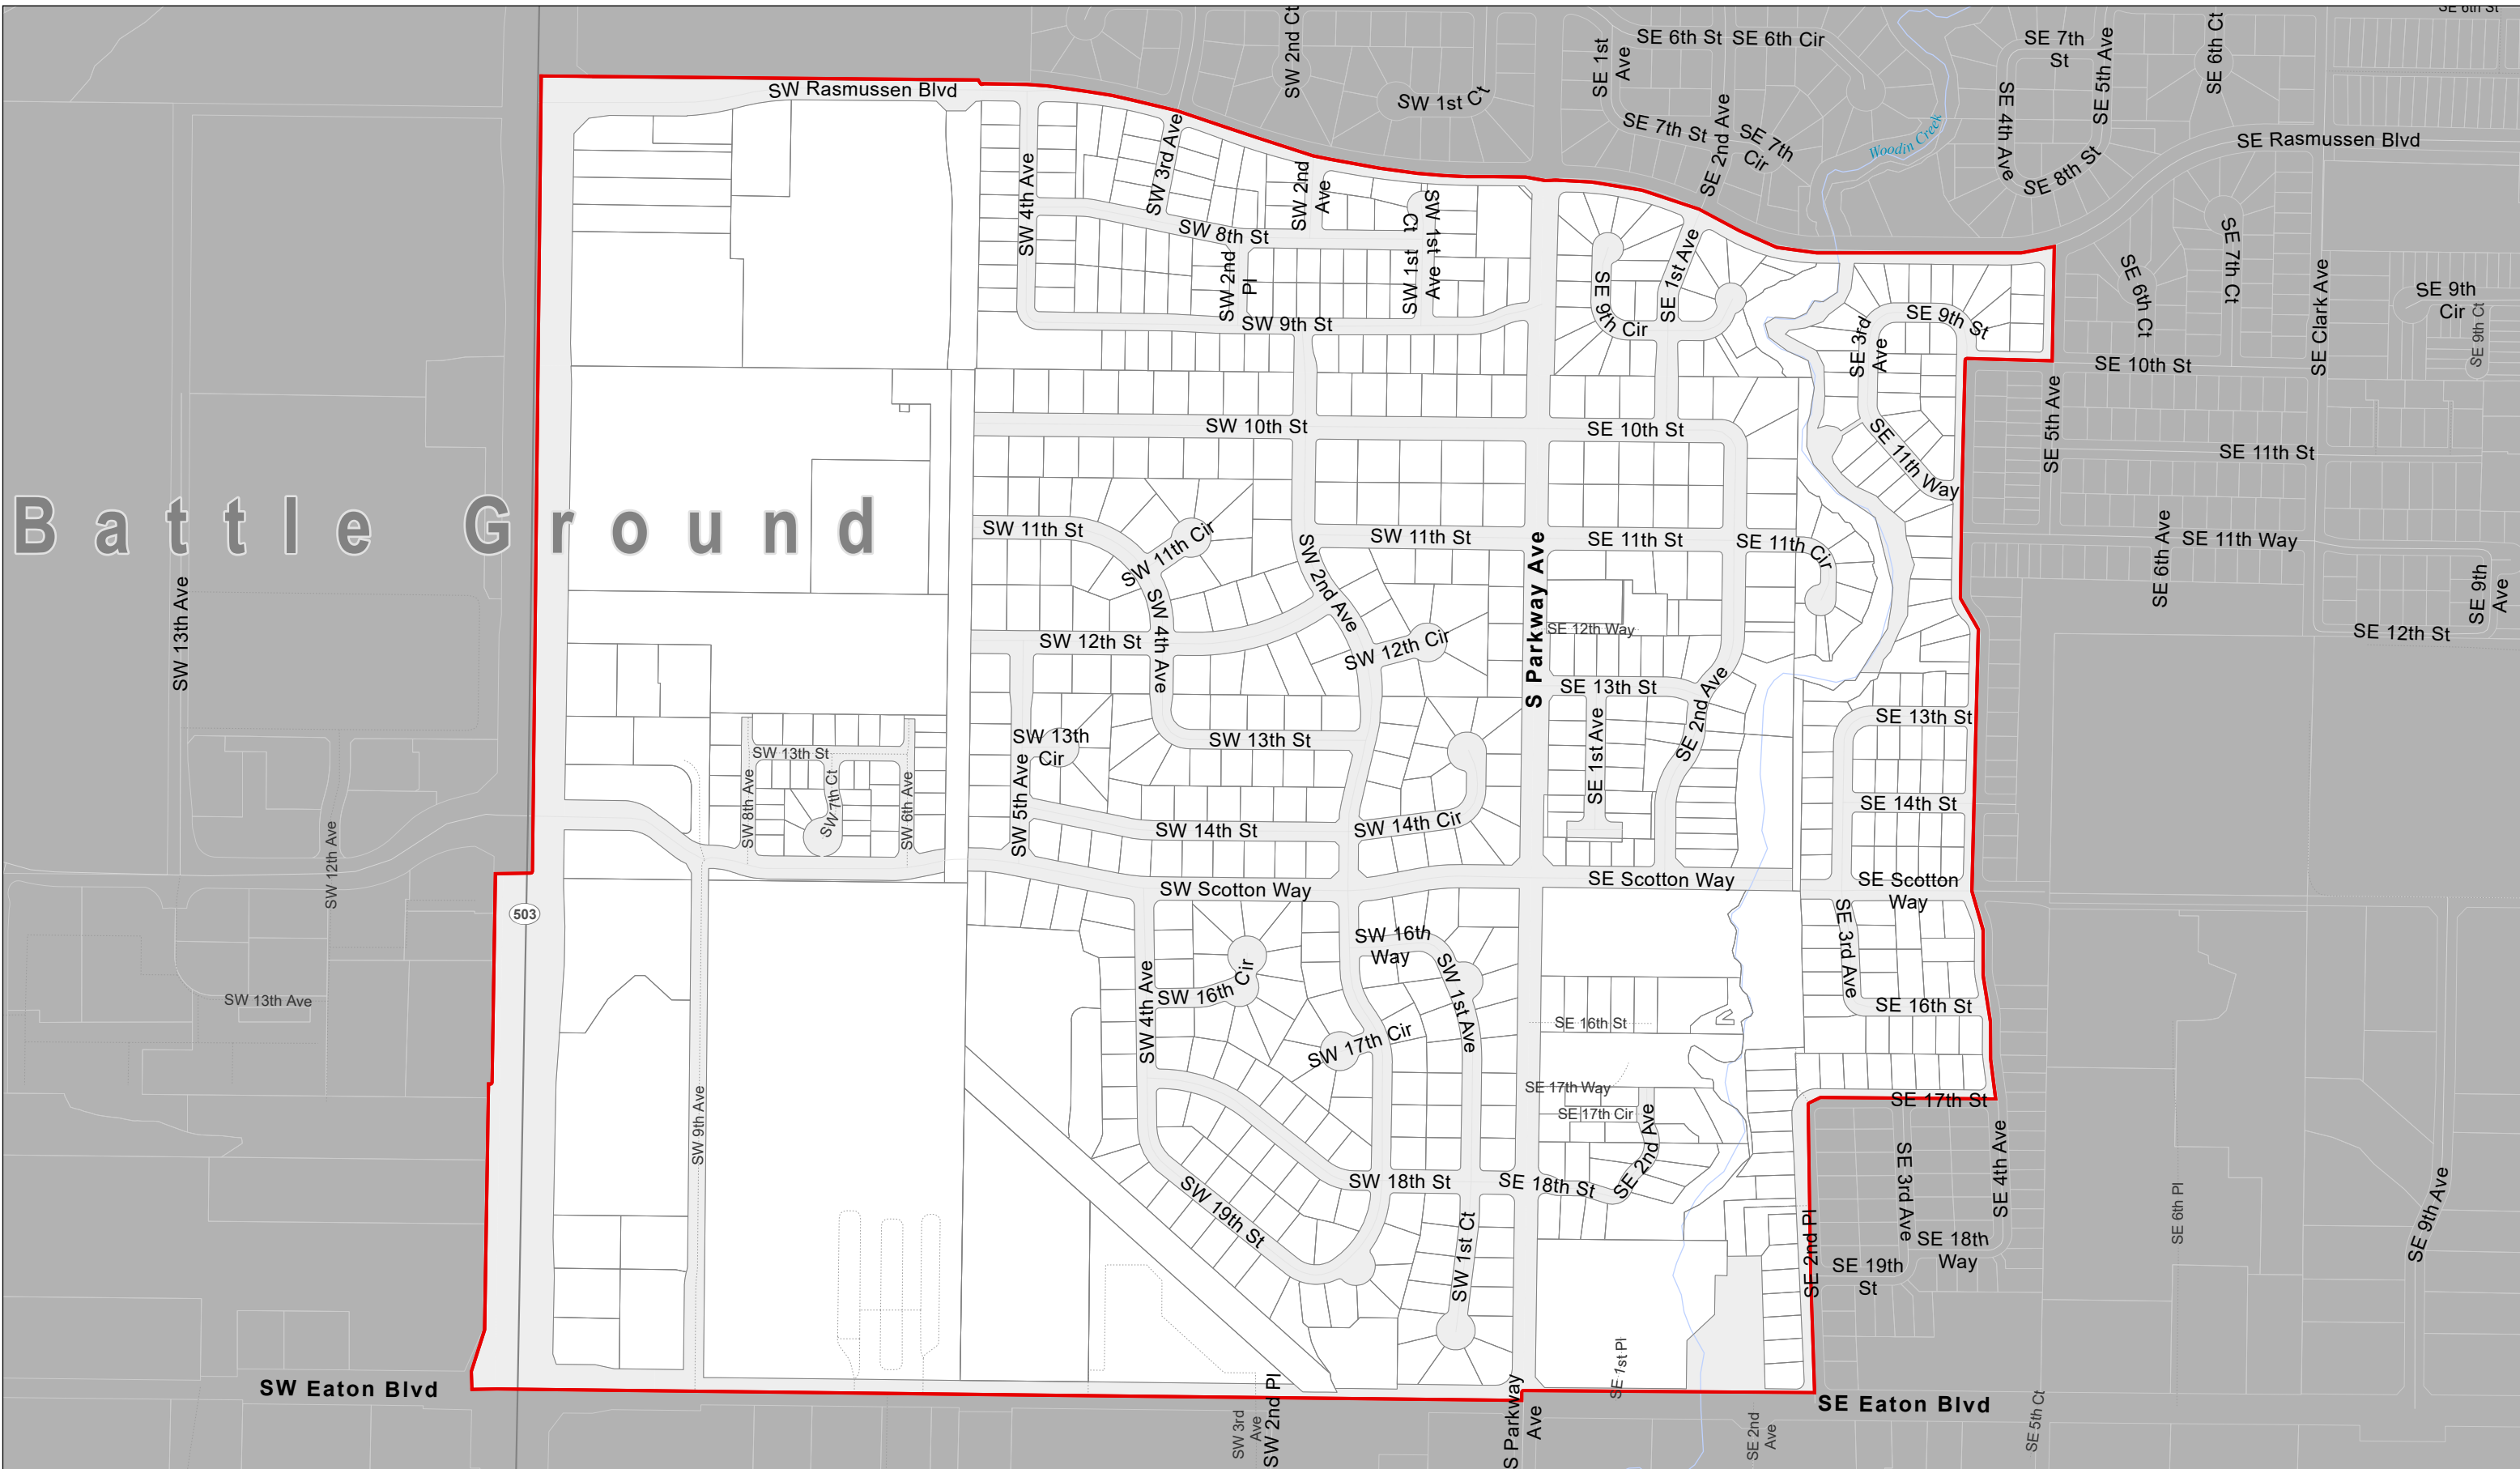 SE 6th St
SW 2nd Ct
SE 1st
Ave
SE 6th St
SE 6th Cir
SE 7th
St
SE 5th Ave
SE 6th Ct
SW Rasmussen Blvd
SW 1st Ct
SE 7th St
SE 2nd Ave
SE 7th
Cir
Woodin Creek
SE 4th Ave
SE 8th St
SE Rasmussen Blvd
SW 4th Ave
SW 3rd Ave
SW 2nd
Ave
SW 8th St
SW 1st
Ct
SW 1st
Ave
SW 2nd
Pl
SW 9th St
SE 9th Cir
SE 1st Ave
SE 3rd
Ave
SE 9th St
SE 6th Ct
SE 7th Ct
SE Clark Ave
SE 9th
Cir
SE 9th Ct
SE 10th St
SE 5th Ave
SW 10th St
SE 10th St
SE 11th Way
SE 11th St
Battle Ground
SW 11th St
SW 11th Cir
SW 2nd Ave
SW 11th St
S Parkway Ave
SE 11th St
SE 11th Cir
SE 6th Ave
SE 11th Way
SE 9th
Ave
SE 12th St
SW 13th Ave
SW 12th St
SW 4th Ave
SW 12th Cir
SE 12th Way
SE 13th St
SE 2nd Ave
SE 1st Ave
SE 13th St
SW 13th St
SW 8th Ave
SW 7th Ct
SW 6th Ave
SW 13th
Cir
SW 5th Ave
SW 13th St
SW 14th St
SW 14th Cir
SE 14th St
SW 12th Ave
503
SW Scotton Way
SE Scotton Way
SE Scotton
Way
SW 13th Ave
SW 4th Ave
SW 16th Cir
SW 16th
Way
SW 1st Ave
SW 17th Cir
SE 16th St
SE 3rd Ave
SE 16th St
SW 9th Ave
SE 17th Way
SE 17th Cir
SE 2nd Ave
SE 17th St
SE 3rd Ave
SE 4th Ave
SW 19th St
SW 18th St
SE 18th St
SW 1st Ct
SE 2nd Pl
SE 18th
Way
SE 19th
St
SE 6th Pl
SE 9th Ave
SE 1st Pl
SW Eaton Blvd
SE Eaton Blvd
SW 3rd
Ave
SW 2nd Pl
S Parkway
Ave
SE 2nd
Ave
SE 5th Ct